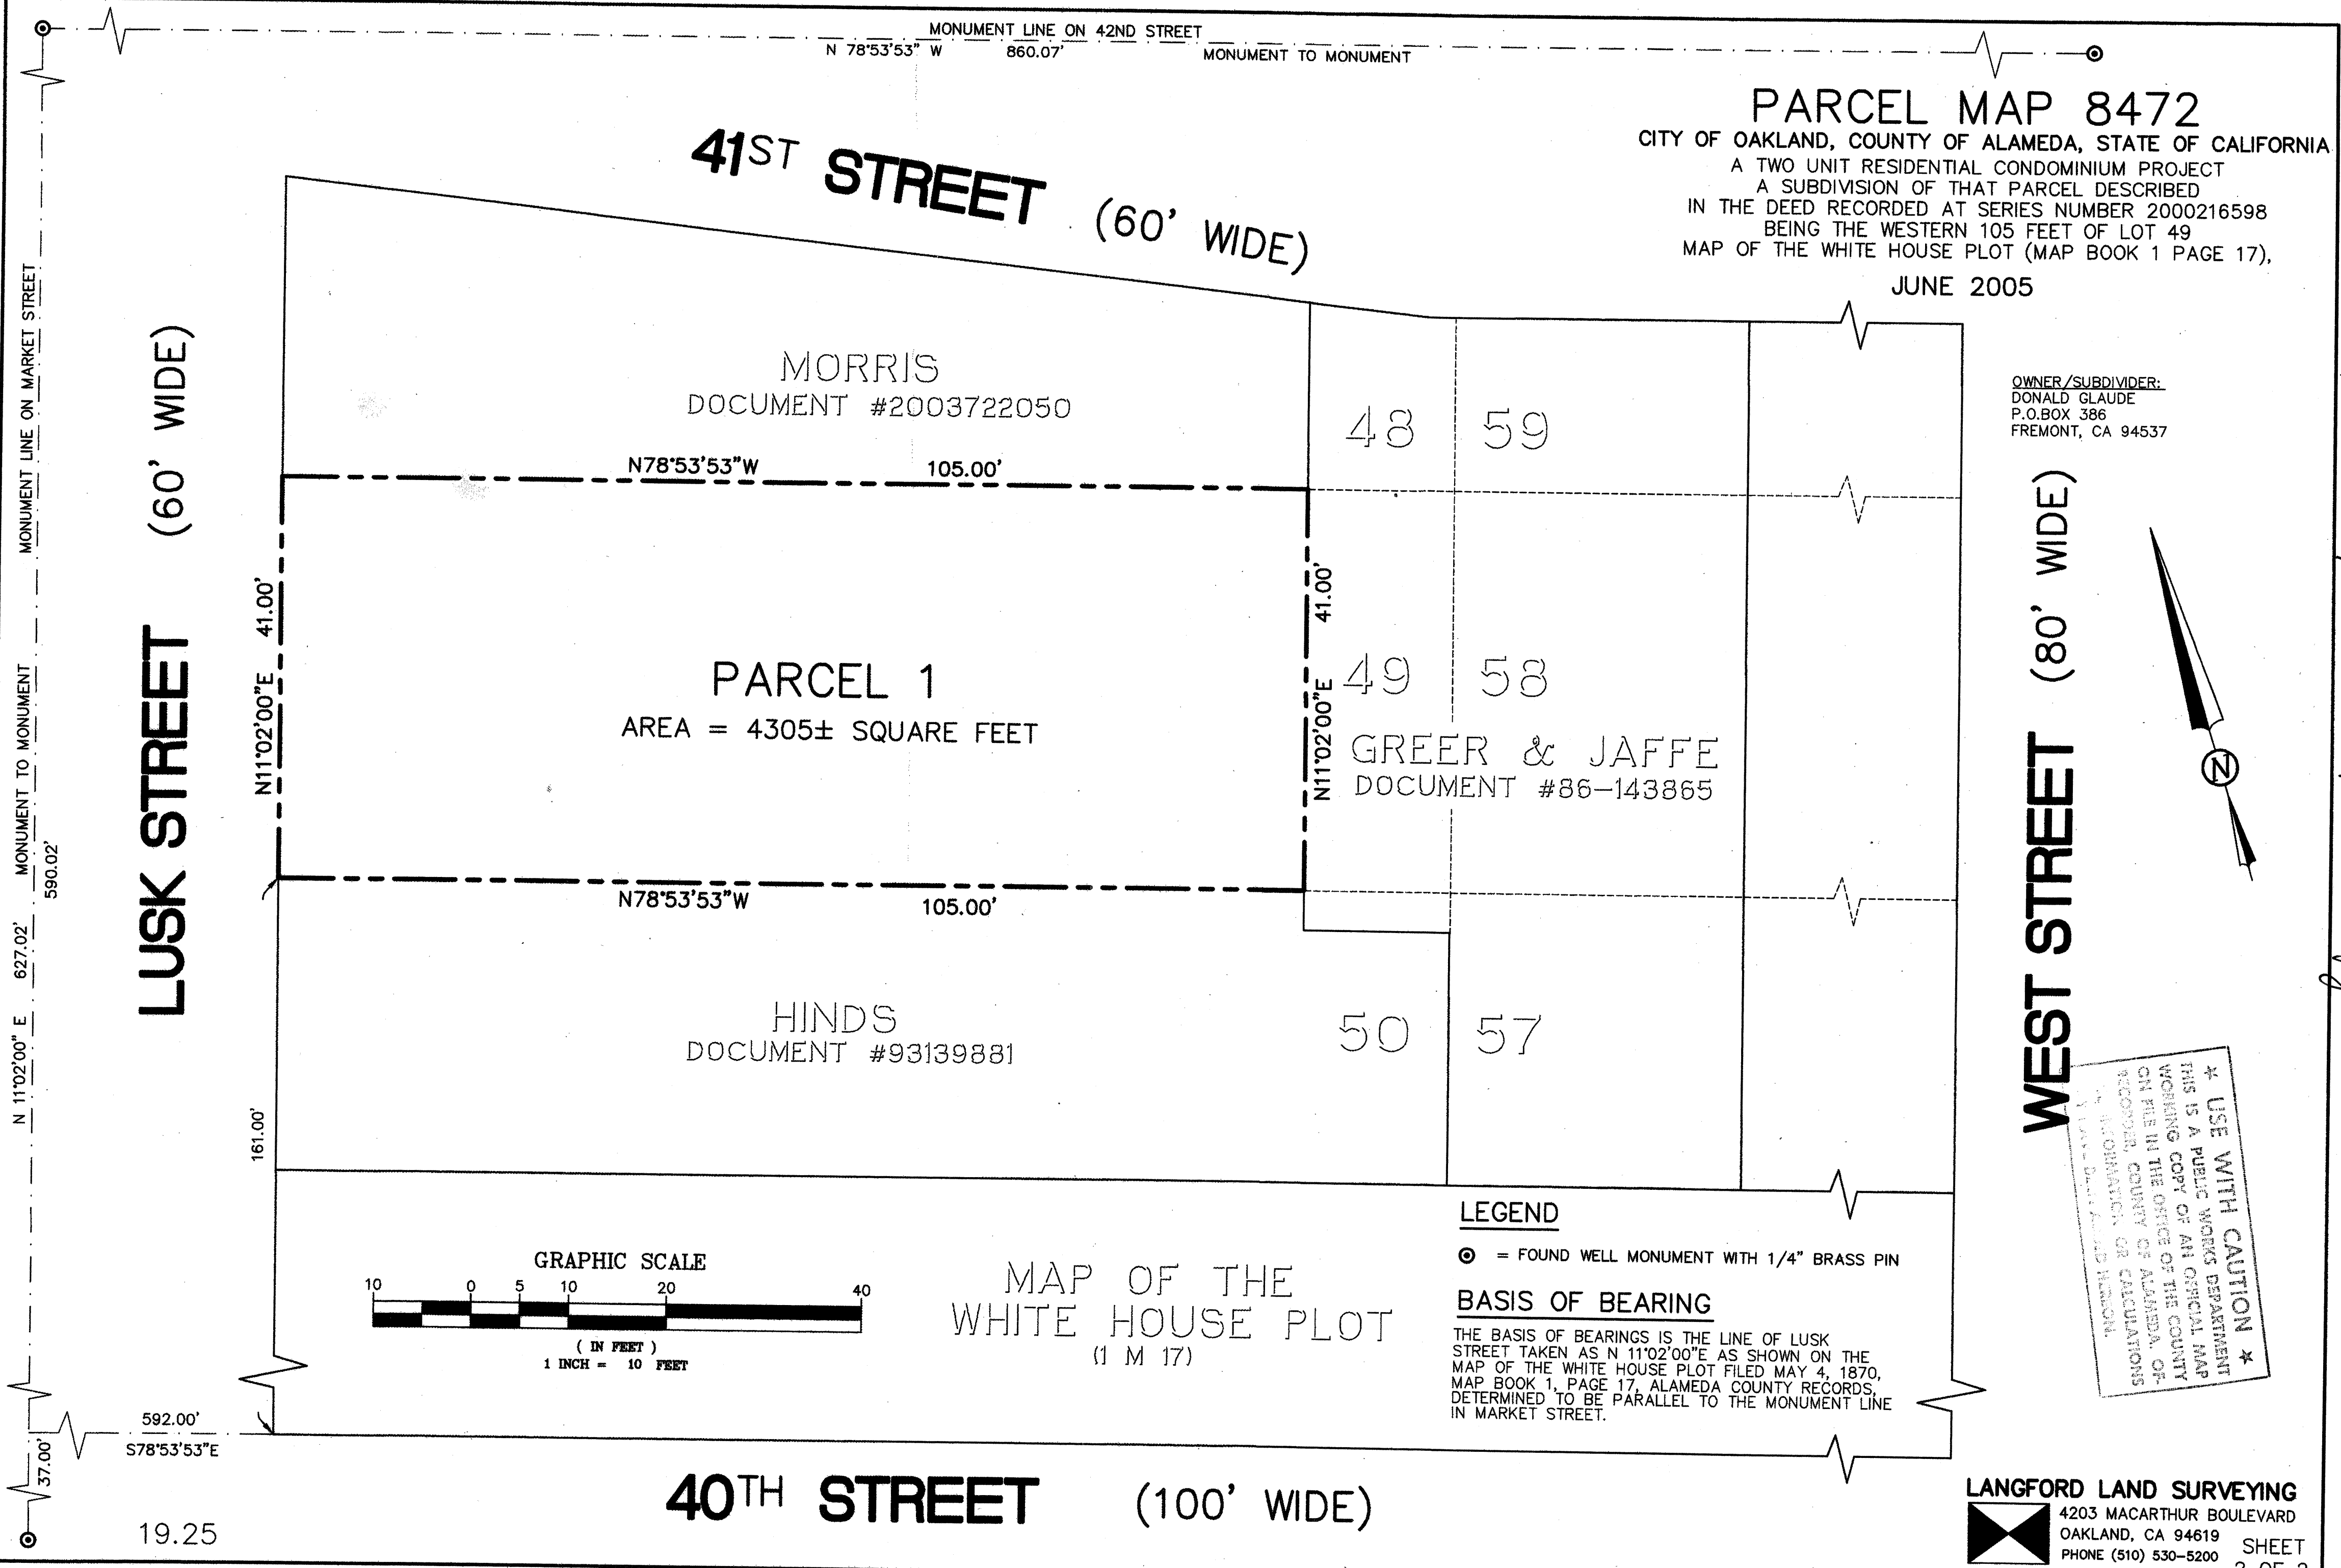 MONUMENT LINE ON 42ND STREET
N 78°53'53" W 860.07' MONUMENT TO MONUMENT
PARCEL MAP 8472
CITY OF OAKLAND, COUNTY OF ALAMEDA, STATE OF CALIFORNIA
A TWO UNIT RESIDENTIAL CONDOMINIUM PROJECT
A SUBDIVISION OF THAT PARCEL DESCRIBED
IN THE DEED RECORDED AT SERIES NUMBER 2000216598
BEING THE WESTERN 105 FEET OF LOT 49
MAP OF THE WHITE HOUSE PLOT (MAP BOOK 1 PAGE 17),
JUNE 2005
41ST STREET (60' WIDE)
OWNER/SUBDIVIDER:
DONALD GLAUDE
P.O.BOX 386
FREMONT, CA 94537
MONUMENT LINE ON MARKET STREET
N 11°02'00" E 627.02' MONUMENT TO MONUMENT
590.02'
LUSK STREET (60' WIDE)
MORRIS
DOCUMENT #2003722050
48 59
N78°53'53"W 105.00'
N11°02'00"E 41.00'
PARCEL 1
AREA = 4305± SQUARE FEET
N11°02'00"E 41.00'
49 58
GREER & JAFFE
DOCUMENT #86-143865
N78°53'53"W 105.00'
WEST STREET (80' WIDE)
N
HINDS
DOCUMENT #93139881
50 57
161.00'
★ USE WITH CAUTION ★
THIS IS A PUBLIC WORKS DEPARTMENT
WORKING COPY OF AN OFFICIAL MAP
ON FILE IN THE OFFICE OF THE COUNTY
RECORDER, COUNTY OF ALAMEDA. OF-
INFORMATION OR CALCULATIONS
HEREON.
GRAPHIC SCALE
10 0 5 10 20 40
( IN FEET )
1 INCH = 10 FEET
MAP OF THE
WHITE HOUSE PLOT
(1 M 17)
LEGEND
= FOUND WELL MONUMENT WITH 1/4" BRASS PIN
BASIS OF BEARING
THE BASIS OF BEARINGS IS THE LINE OF LUSK
STREET TAKEN AS N 11°02'00"E AS SHOWN ON THE
MAP OF THE WHITE HOUSE PLOT FILED MAY 4, 1870,
MAP BOOK 1, PAGE 17, ALAMEDA COUNTY RECORDS,
DETERMINED TO BE PARALLEL TO THE MONUMENT LINE
IN MARKET STREET.
592.00'
S78°53'53"E
37.00'
19.25
40TH STREET (100' WIDE)
LANGFORD LAND SURVEYING
4203 MACARTHUR BOULEVARD
OAKLAND, CA 94619
PHONE (510) 530-5200
SHEET
2 OF 2